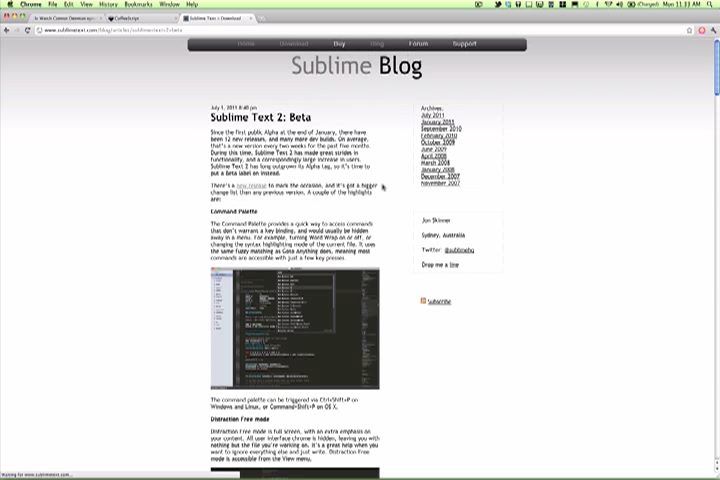 Chrome File Edit View History Bookmarks Window Help
(Charged) Mon 11:33 AM
CoffeeScript
Sublime Text - Download
www.sublimetext.com/blog/articles/sublime-text-2-beta
Home Download Buy Blog Forum Support
Sublime Blog
July 1, 2011 8:40 pm
Sublime Text 2: Beta
Since the first public Alpha at the end of January, there have
been 12 new releases, and many more dev builds. On average,
that's a new version every two weeks for the past five months.
During this time, Sublime Text 2 has made great strides in
functionality, and a correspondingly large increase in users.
Sublime Text 2 has long outgrown its Alpha tag, so it's time to
put a Beta label on instead.
There's a new release to mark the occasion, and it's got a bigger
change list than any previous version. A couple of the highlights
are:
Command Palette
The Command Palette provides a quick way to access commands
that don't warrant a key binding, and would usually be hidden
away in a menu. For example, turning Word Wrap on or off, or
changing the syntax highlighting mode of the current file. It uses
the same fuzzy matching as Goto Anything does, meaning most
commands are accessible with just a few key presses.
The command palette can be triggered via Ctrl+Shift+P on
Windows and Linux, or Command+Shift+P on OS X.
Distraction Free mode
Distraction Free mode is full screen, with an extra emphasis on
your content. All user interface chrome is hidden, leaving you with
nothing but the file you're working on. It's a great help when you
want to ignore everything else and just write. Distraction Free
mode is accessible from the View menu.
Archives:
July 2011
January 2011
September 2010
February 2010
October 2009
June 2009
April 2008
March 2008
January 2008
December 2007
November 2007
Jon Skinner
Sydney, Australia
Twitter: @sublimehq
Drop me a line
Subscribe
Waiting for www.sublimetext.com...